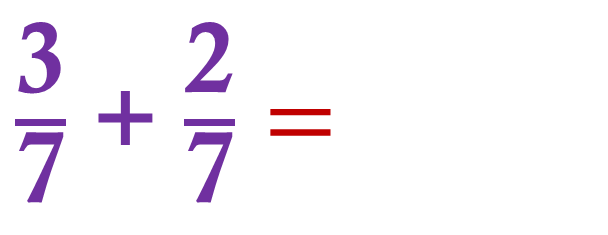 3/7 + 2/7 =